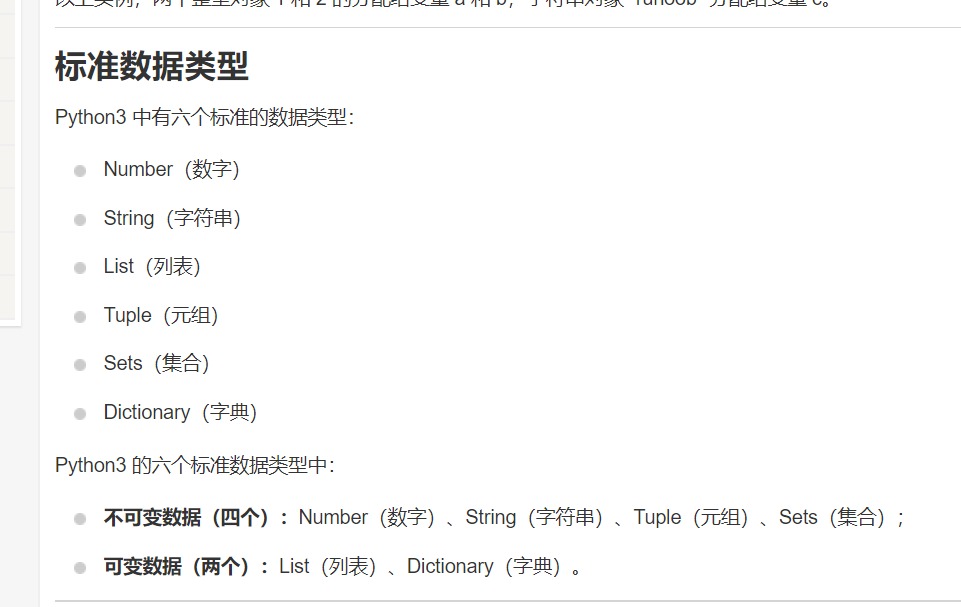 标准数据类型
Python3 中有六个标准的数据类型：
Number（数字）
String（字符串）
List（列表）
Tuple（元组）
Sets（集合）
Dictionary（字典）
Python3 的六个标准数据类型中：
不可变数据（四个）：Number（数字）、String（字符串）、Tuple（元组）、Sets（集合）；
可变数据（两个）：List（列表）、Dictionary（字典）。